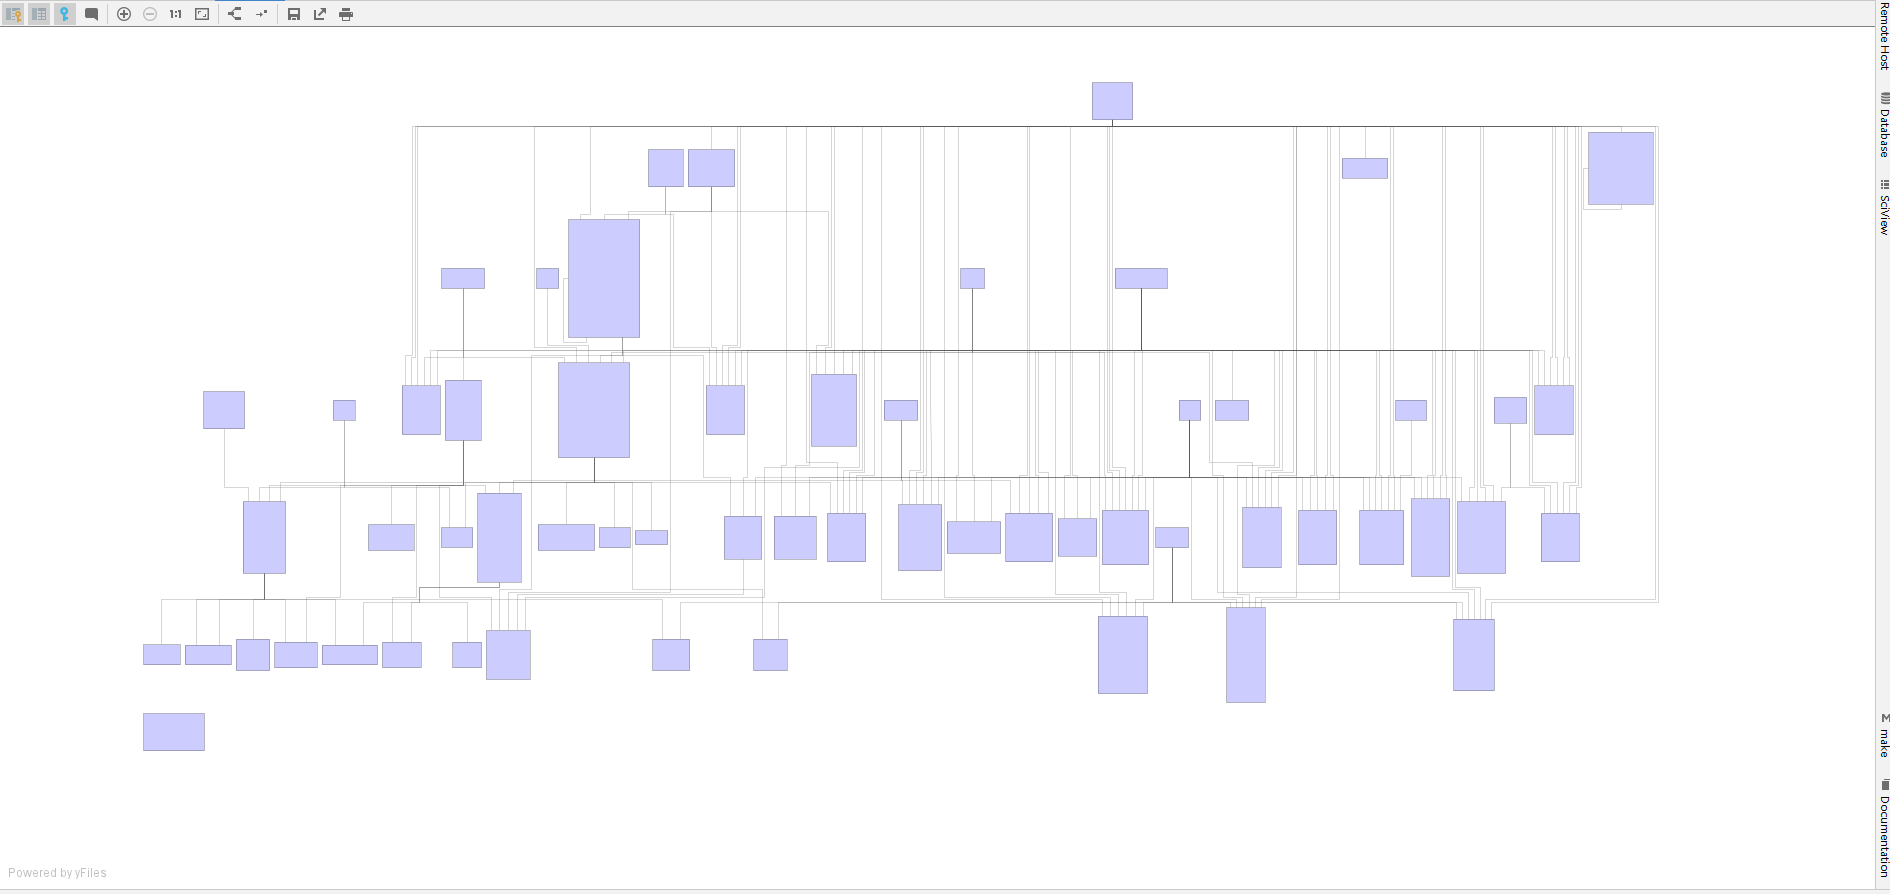 1:1
Remote Host
Database
SciView
M make
Documentation
Powered by yFiles